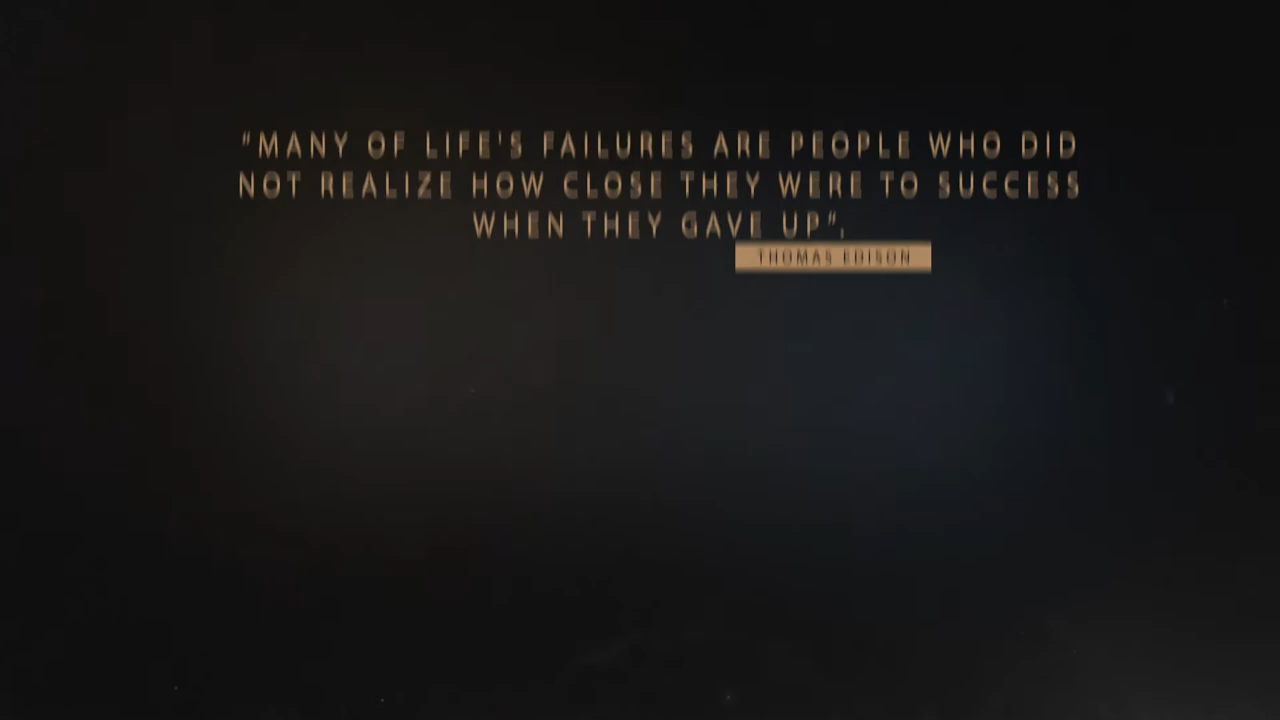 "MANY OF LIFE'S FAILURES ARE PEOPLE WHO DID
NOT REALIZE HOW CLOSE THEY WERE TO SUCCESS
WHEN THEY GAVE UP".
THOMAS EDISON